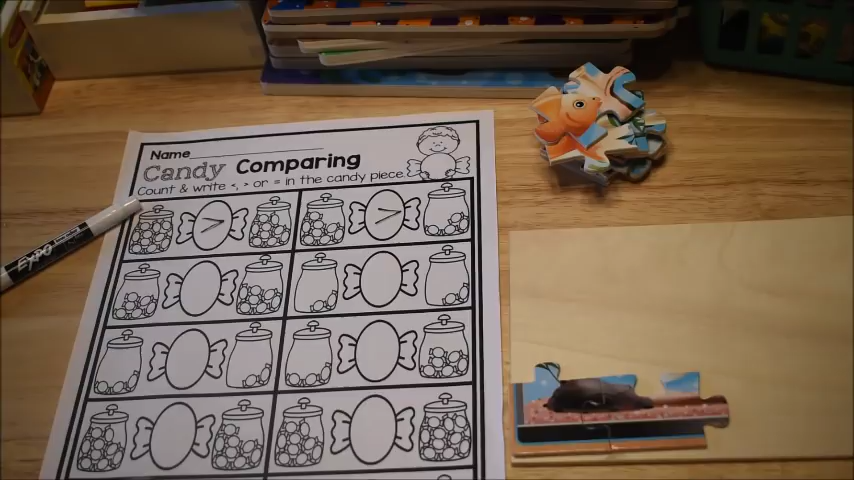 Name
Candy Comparing
Count & write <, > or = in the candy piece.
> >
EXPO